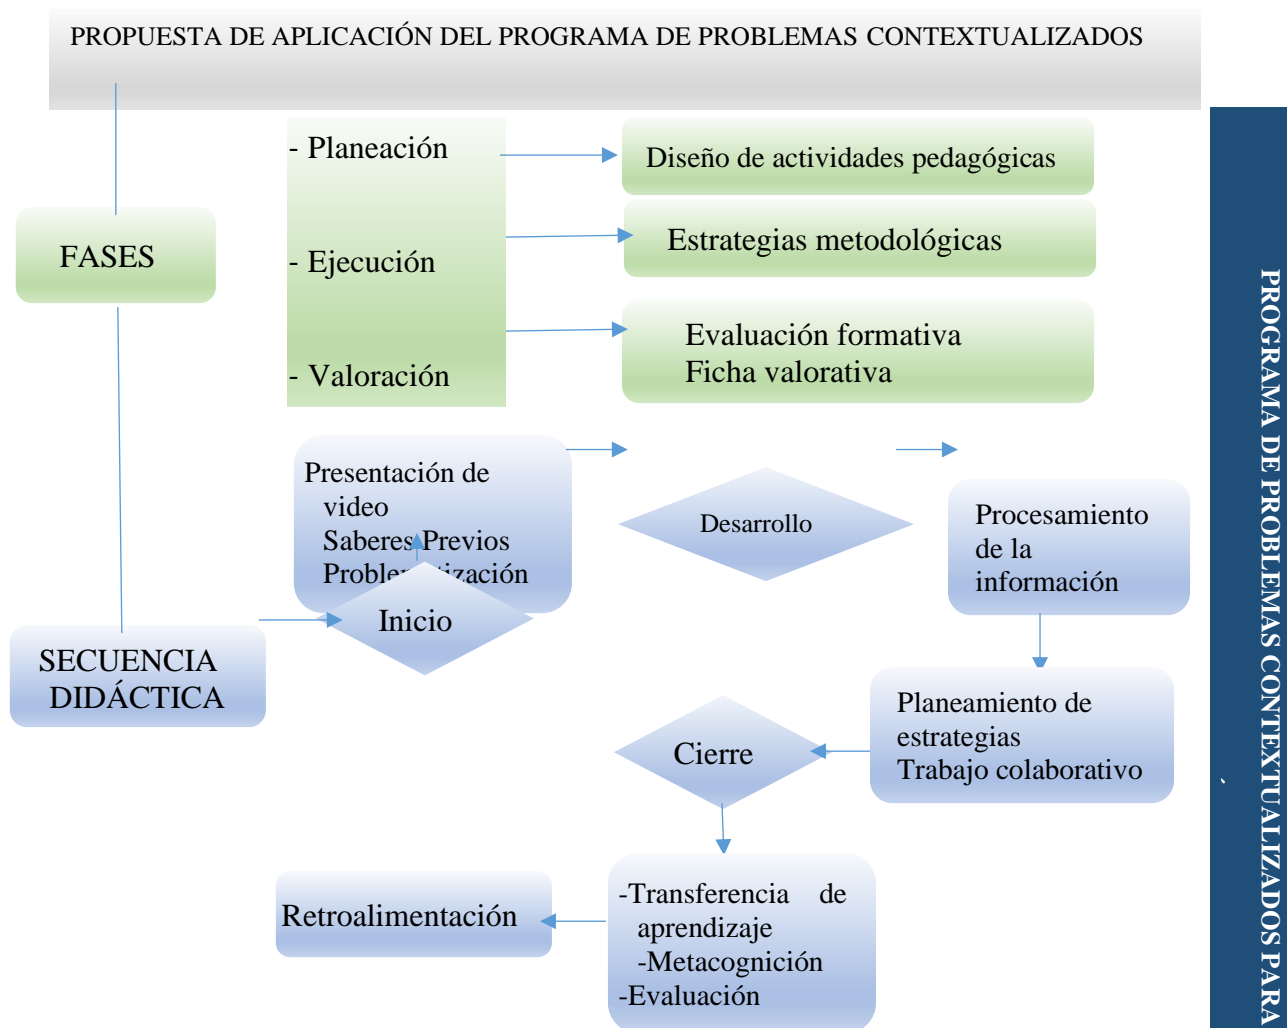 PROPUESTA DE APLICACIÓN DEL PROGRAMA DE PROBLEMAS CONTEXTUALIZADOS
FASES
- Planeación
- Ejecución
- Valoración
Diseño de actividades pedagógicas
Estrategias metodológicas
Evaluación formativa
Ficha valorativa
SECUENCIA
DIDÁCTICA
Presentación de
video
Saberes Previos
Problematización
Inicio
Desarrollo
Procesamiento
de la
información
Planeamiento de
estrategias
Trabajo colaborativo
Cierre
-Transferencia de
aprendizaje
-Metacognición
-Evaluación
Retroalimentación
PROGRAMA DE PROBLEMAS CONTEXTUALIZADOS PARA